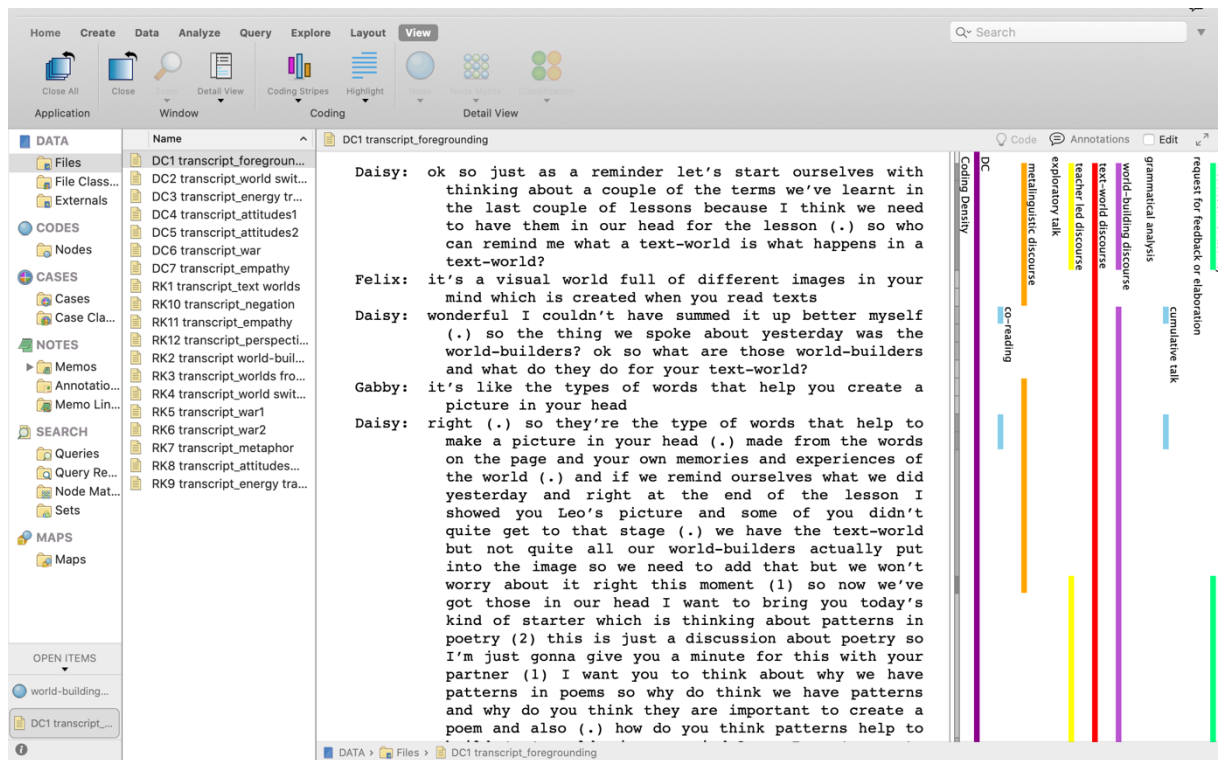 Home Create Data Analyze Query Explore Layout View
Search
Close All Close Zoom Detail View Coding Stripes Highlight Node Node Matrix Classification
Application Window Coding Detail View
DATA
Files
File Class...
Externals
CODES
Nodes
CASES
Cases
Case Cla...
NOTES
Memos
Annotatio...
Memo Lin...
SEARCH
Queries
Query Re...
Node Mat...
Sets
MAPS
Maps
OPEN ITEMS
world-building...
DC1 transcript_...
Name
DC1 transcript_foregroun...
DC2 transcript_world swit...
DC3 transcript_energy tr...
DC4 transcript_attitudes1
DC5 transcript_attitudes2
DC6 transcript_war
DC7 transcript_empathy
RK1 transcript_text worlds
RK10 transcript_negation
RK11 transcript_empathy
RK12 transcript_perspecti...
RK2 transcript world-buil...
RK3 transcript_worlds fro...
RK4 transcript_world swit...
RK5 transcript_war1
RK6 transcript_war2
RK7 transcript_metaphor
RK8 transcript_attitudes...
RK9 transcript_energy tra...
DC1 transcript_foregrounding
Code Annotations Edit
Daisy: ok so just as a reminder let's start ourselves with
thinking about a couple of the terms we've learnt in
the last couple of lessons because I think we need
to have them in our head for the lesson (.) so who
can remind me what a text-world is what happens in a
text-world?
Felix: it's a visual world full of different images in your
mind which is created when you read texts
Daisy: wonderful I couldn't have summed it up better myself
(.) so the thing we spoke about yesterday was the
world-builders? ok so what are those world-builders
and what do they do for your text-world?
Gabby: it's like the types of words that help you create a
picture in your head
Daisy: right (.) so they're the type of words that help to
make a picture in your head (.) made from the words
on the page and your own memories and experiences of
the world (.) and if we remind ourselves what we did
yesterday and right at the end of the lesson I
showed you Leo's picture and some of you didn't
quite get to that stage (.) we have the text-world
but not quite all our world-builders actually put
into the image so we need to add that but we won't
worry about it right this moment (1) so now we've
got those in our head I want to bring you today's
kind of starter which is thinking about patterns in
poetry (2) this is just a discussion about poetry so
I'm just gonna give you a minute for this with your
partner (1) I want you to think about why we have
patterns in poems so why do think we have patterns
and why do you think they are important to create a
poem and also (.) how do you think patterns help to
Coding Density
DC
metalinguistic discourse
co-reading
exploratory talk
teacher led discourse
text-world discourse
world-building discourse
grammatical analysis
cumulative talk
request for feedback or elaboration
DATA › Files › DC1 transcript_foregrounding